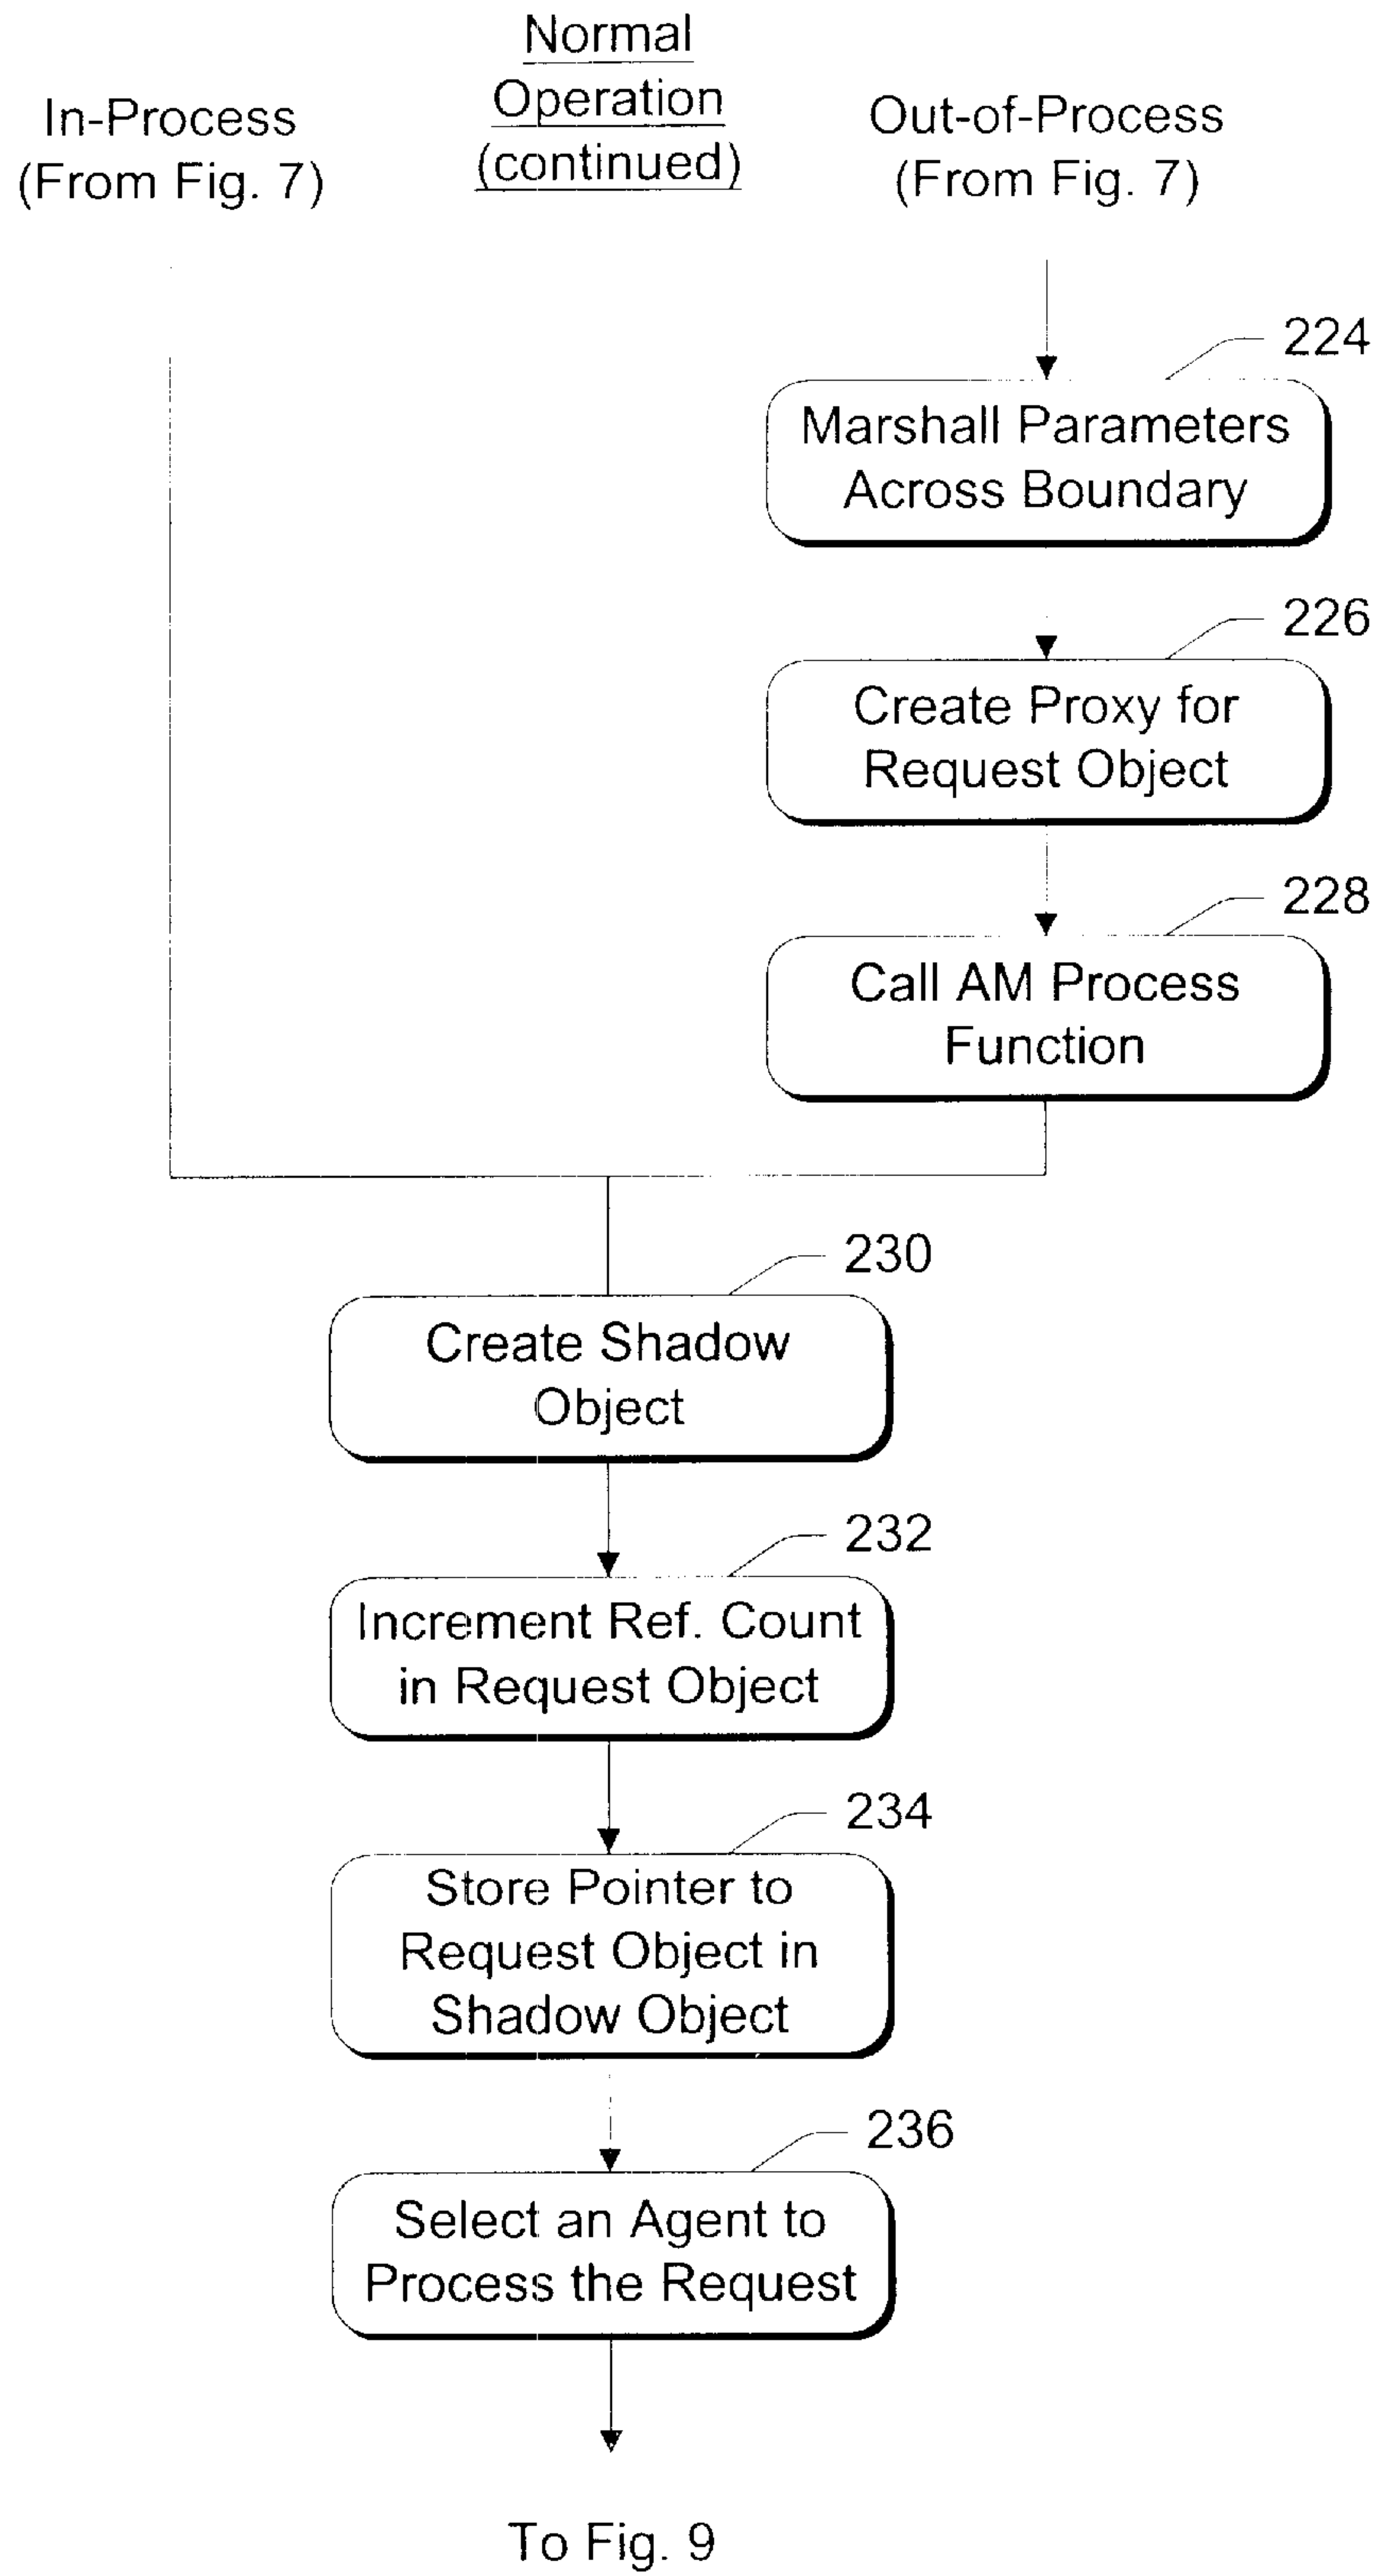 Normal
Operation
(continued)
In-Process
(From Fig. 7)
Out-of-Process
(From Fig. 7)
224
Marshall Parameters
Across Boundary
226
Create Proxy for
Request Object
228
Call AM Process
Function
230
Create Shadow
Object
232
Increment Ref. Count
in Request Object
234
Store Pointer to
Request Object in
Shadow Object
236
Select an Agent to
Process the Request
To Fig. 9